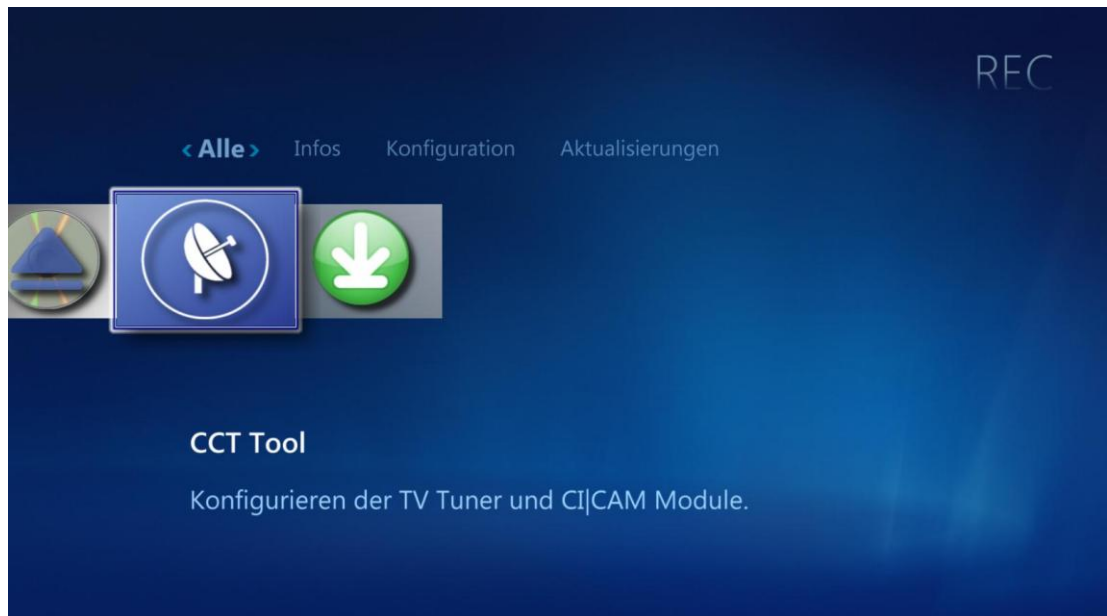 REC
< Alle > Infos Konfiguration Aktualisierungen
CCT Tool
Konfigurieren der TV Tuner und CI|CAM Module.